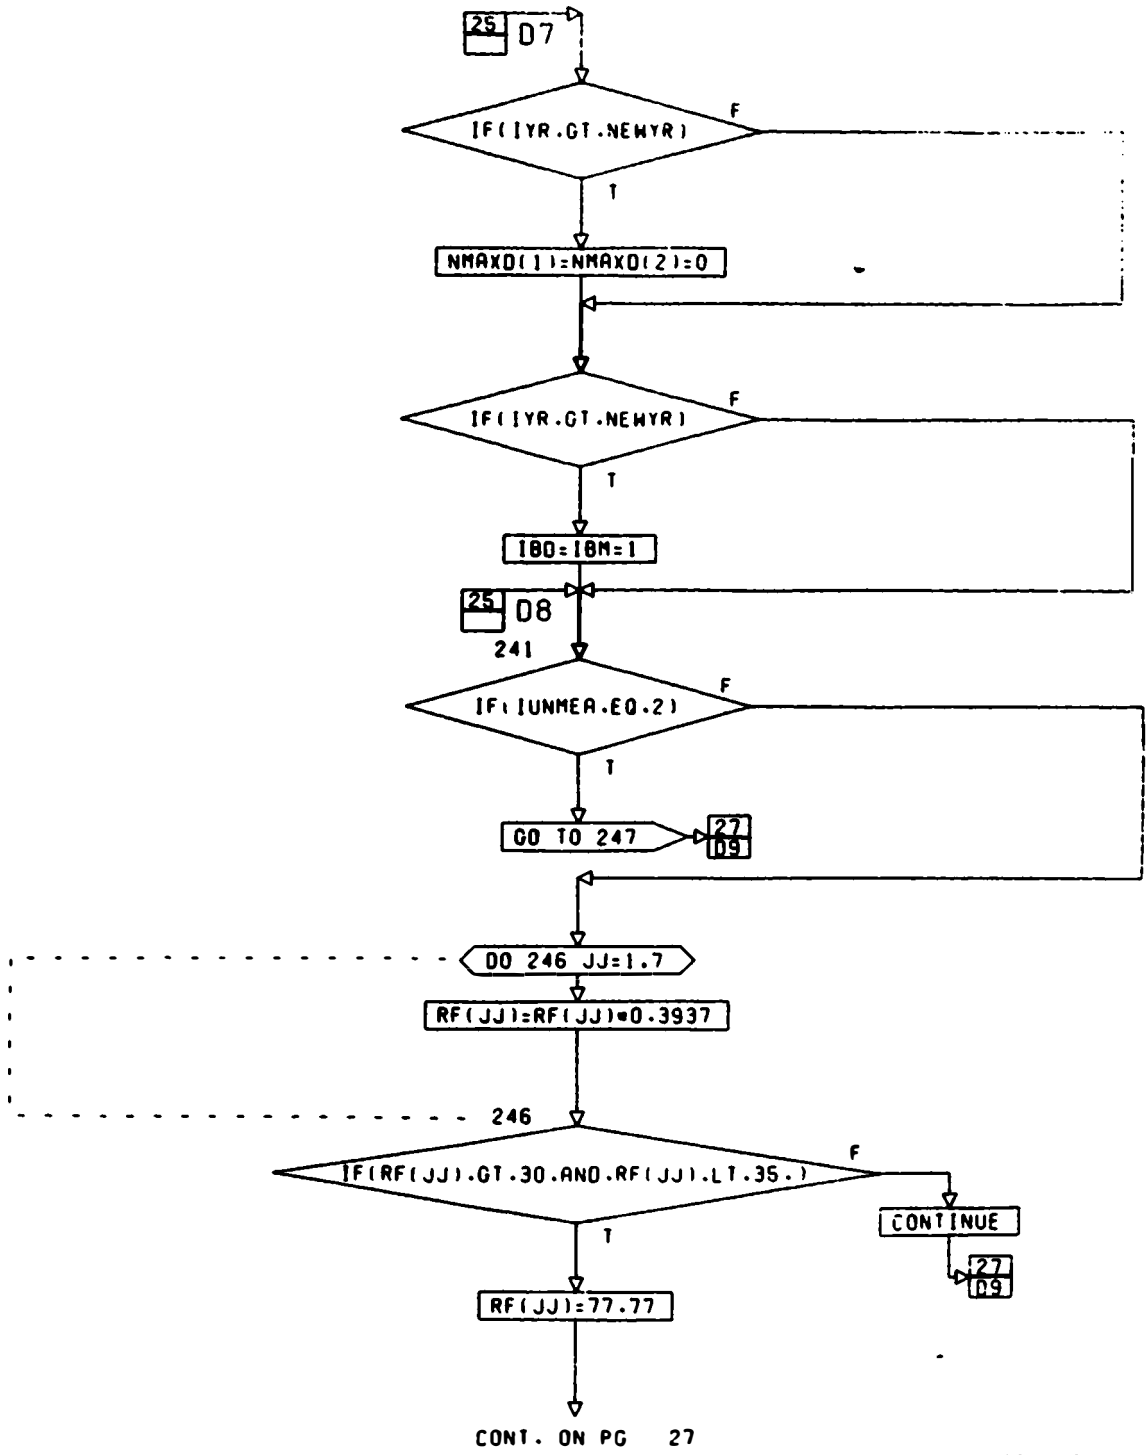 25 D7
F
IF(IYR.GT.NEWYR)
T
NMAXD(1)=NMAXD(2)=0
F
IF(IYR.GT.NEWYR)
T
IBD=IBM=1
25 D8
241
F
IF(IUNMEA.EQ.2)
T
GO TO 247
27
D9
DO 246 JJ=1.7
RF(JJ)=RF(JJ)*0.3937
246
F
IF(RF(JJ).GT.30.AND.RF(JJ).LT.35.)
T
CONTINUE
27
D9
RF(JJ)=77.77
CONT. ON PG 27